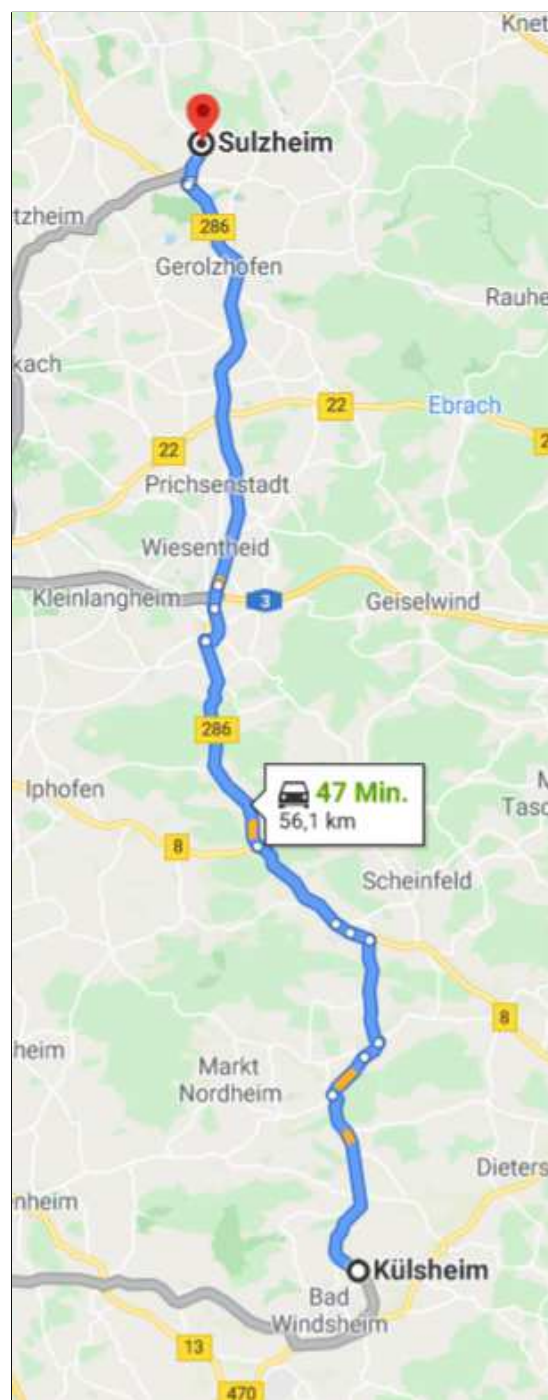 Knet
Sulzheim
tzheim
286
Gerolzhofen
Rauhe
kach
22
Ebrach
22
2
Prichsenstadt
Wiesentheid
Kleinlangheim
3
Geiselwind
286
Iphofen
47 Min.
56,1 km
M
Tasc
8
Scheinfeld
8
heim
Markt
Nordheim
Dieters
nheim
Külsheim
Bad
Windsheim
13
470